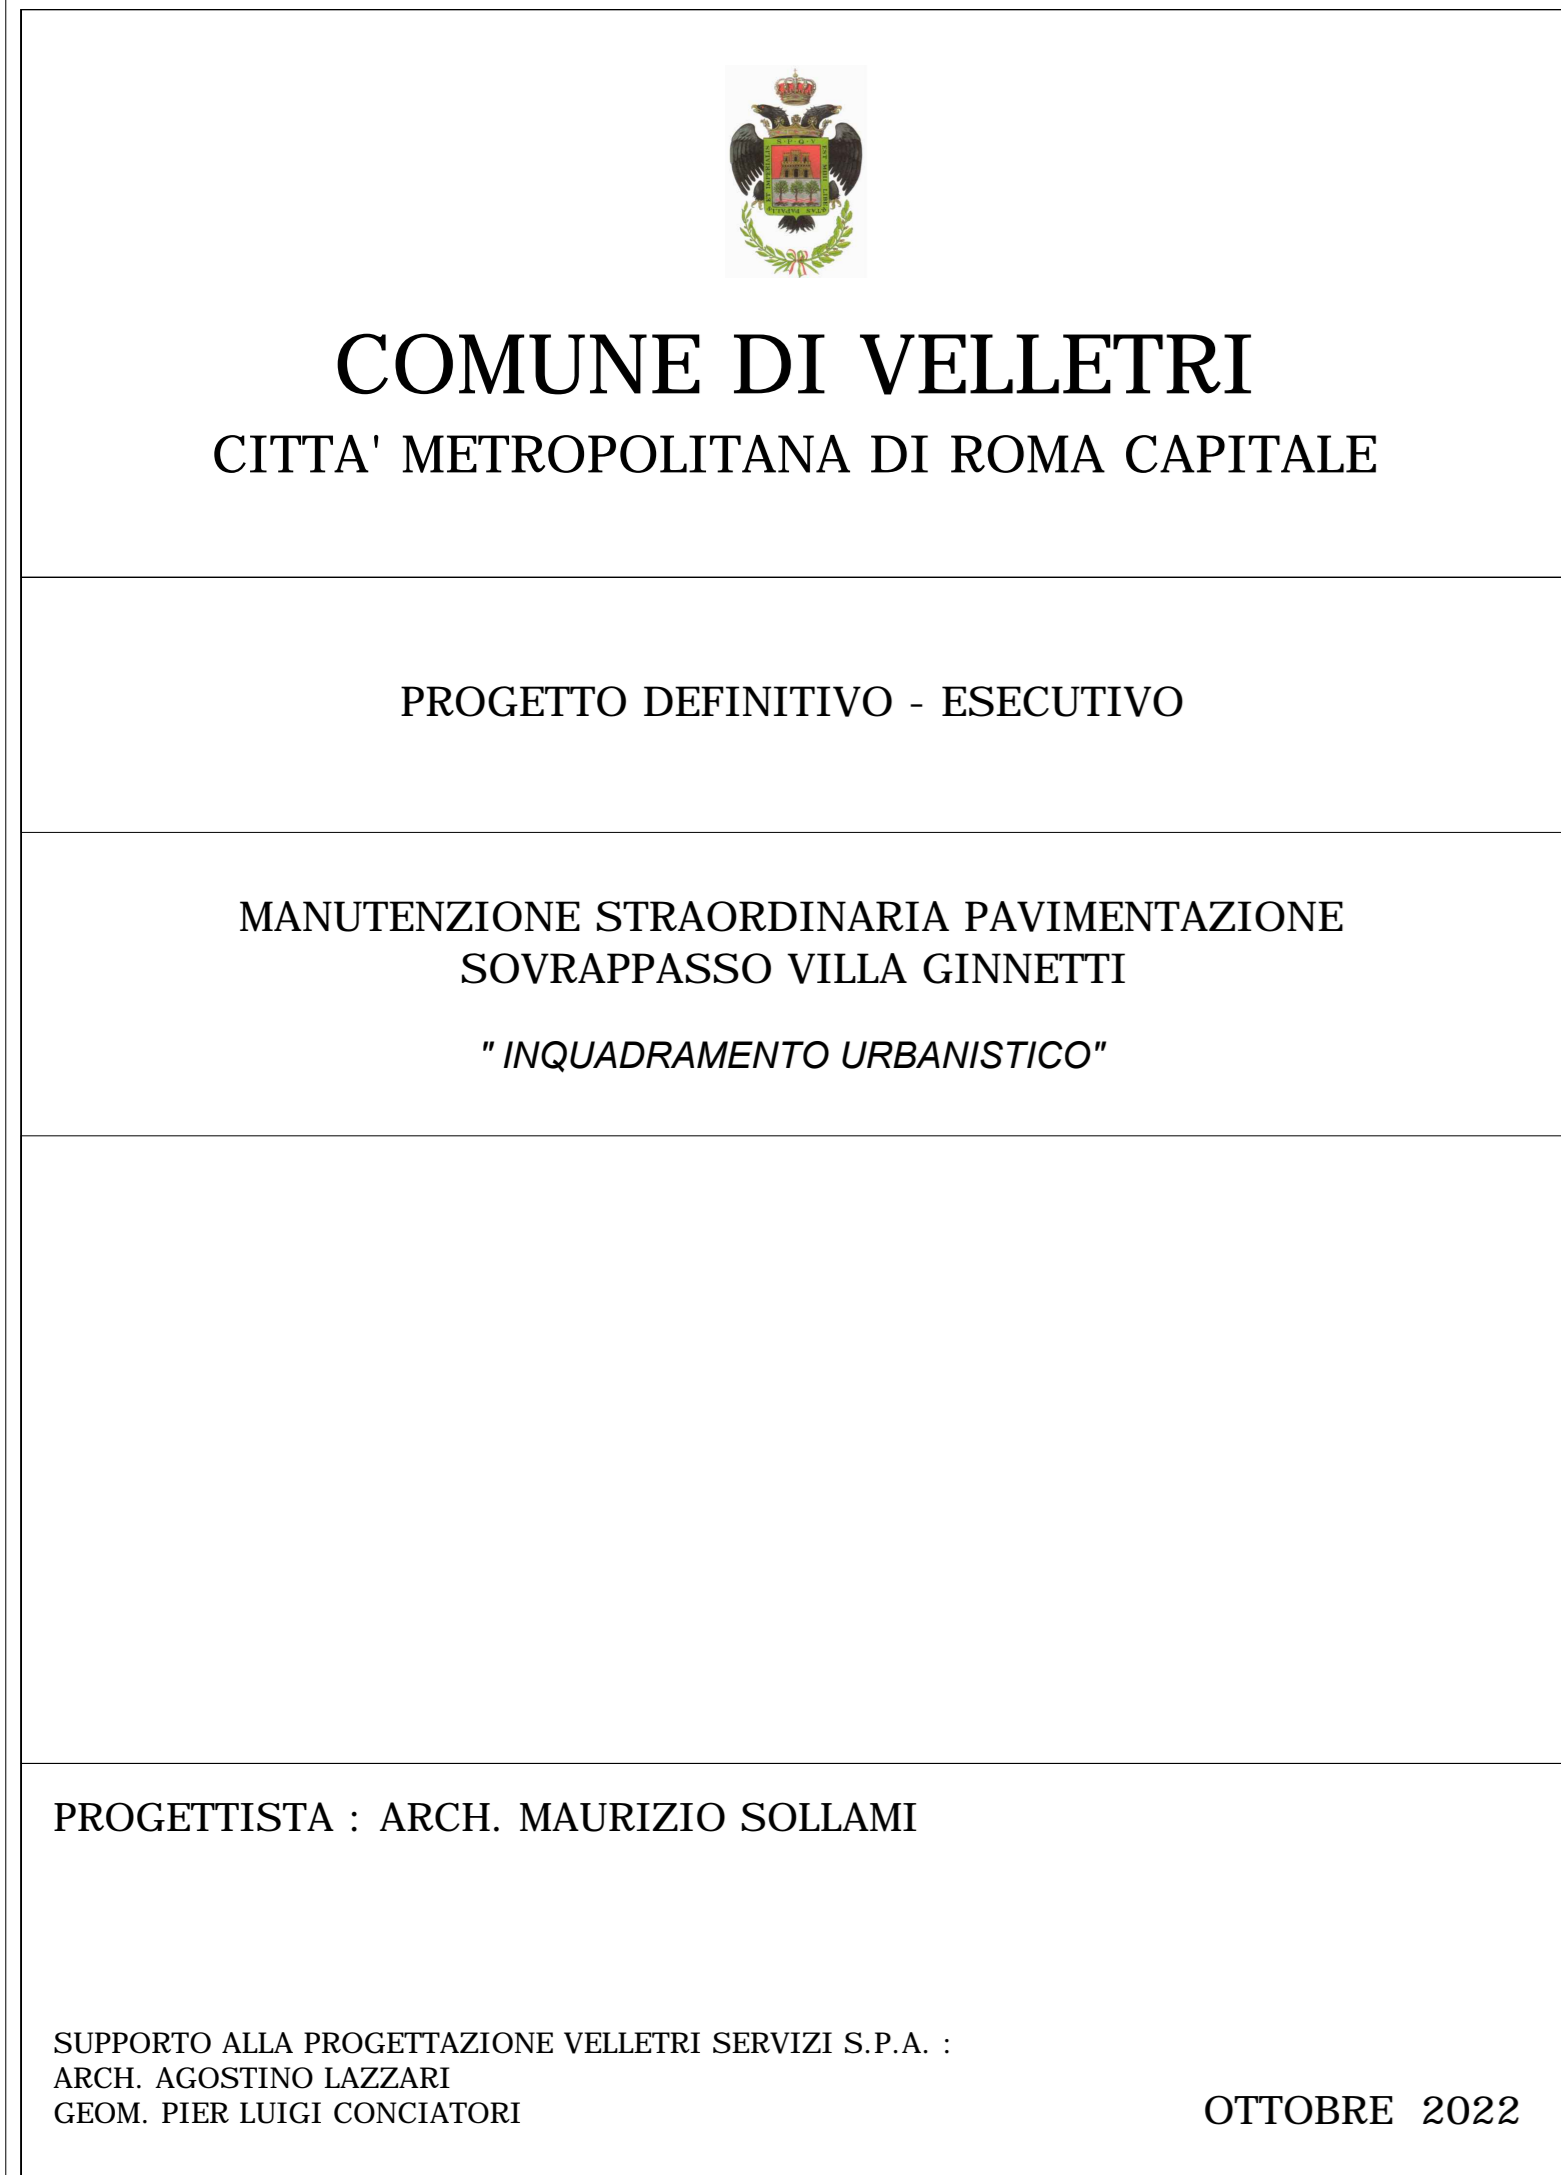 S·P·Q·V
COMUNE DI VELLETRI
CITTA' METROPOLITANA DI ROMA CAPITALE
PROGETTO DEFINITIVO - ESECUTIVO
MANUTENZIONE STRAORDINARIA PAVIMENTAZIONE
SOVRAPPASSO VILLA GINNETTI
" INQUADRAMENTO URBANISTICO"
PROGETTISTA : ARCH. MAURIZIO SOLLAMI
SUPPORTO ALLA PROGETTAZIONE VELLETRI SERVIZI S.P.A. :
ARCH. AGOSTINO LAZZARI
GEOM. PIER LUIGI CONCIATORI
OTTOBRE 2022